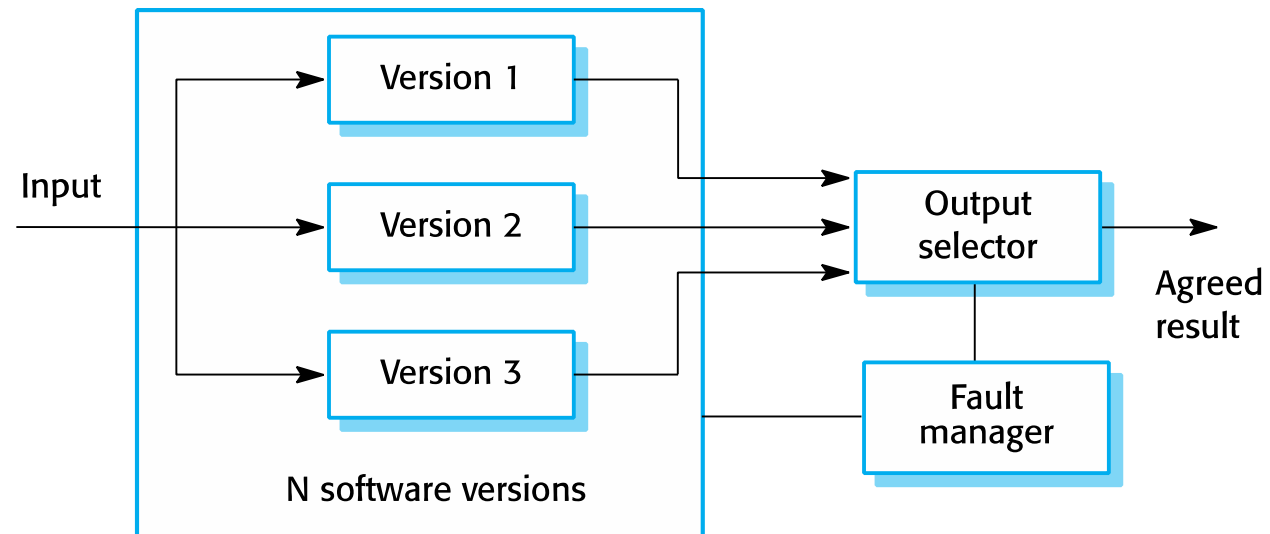 Version 1
Input
Version 2
Output
selector
Agreed
result
Version 3
Fault
manager
N software versions